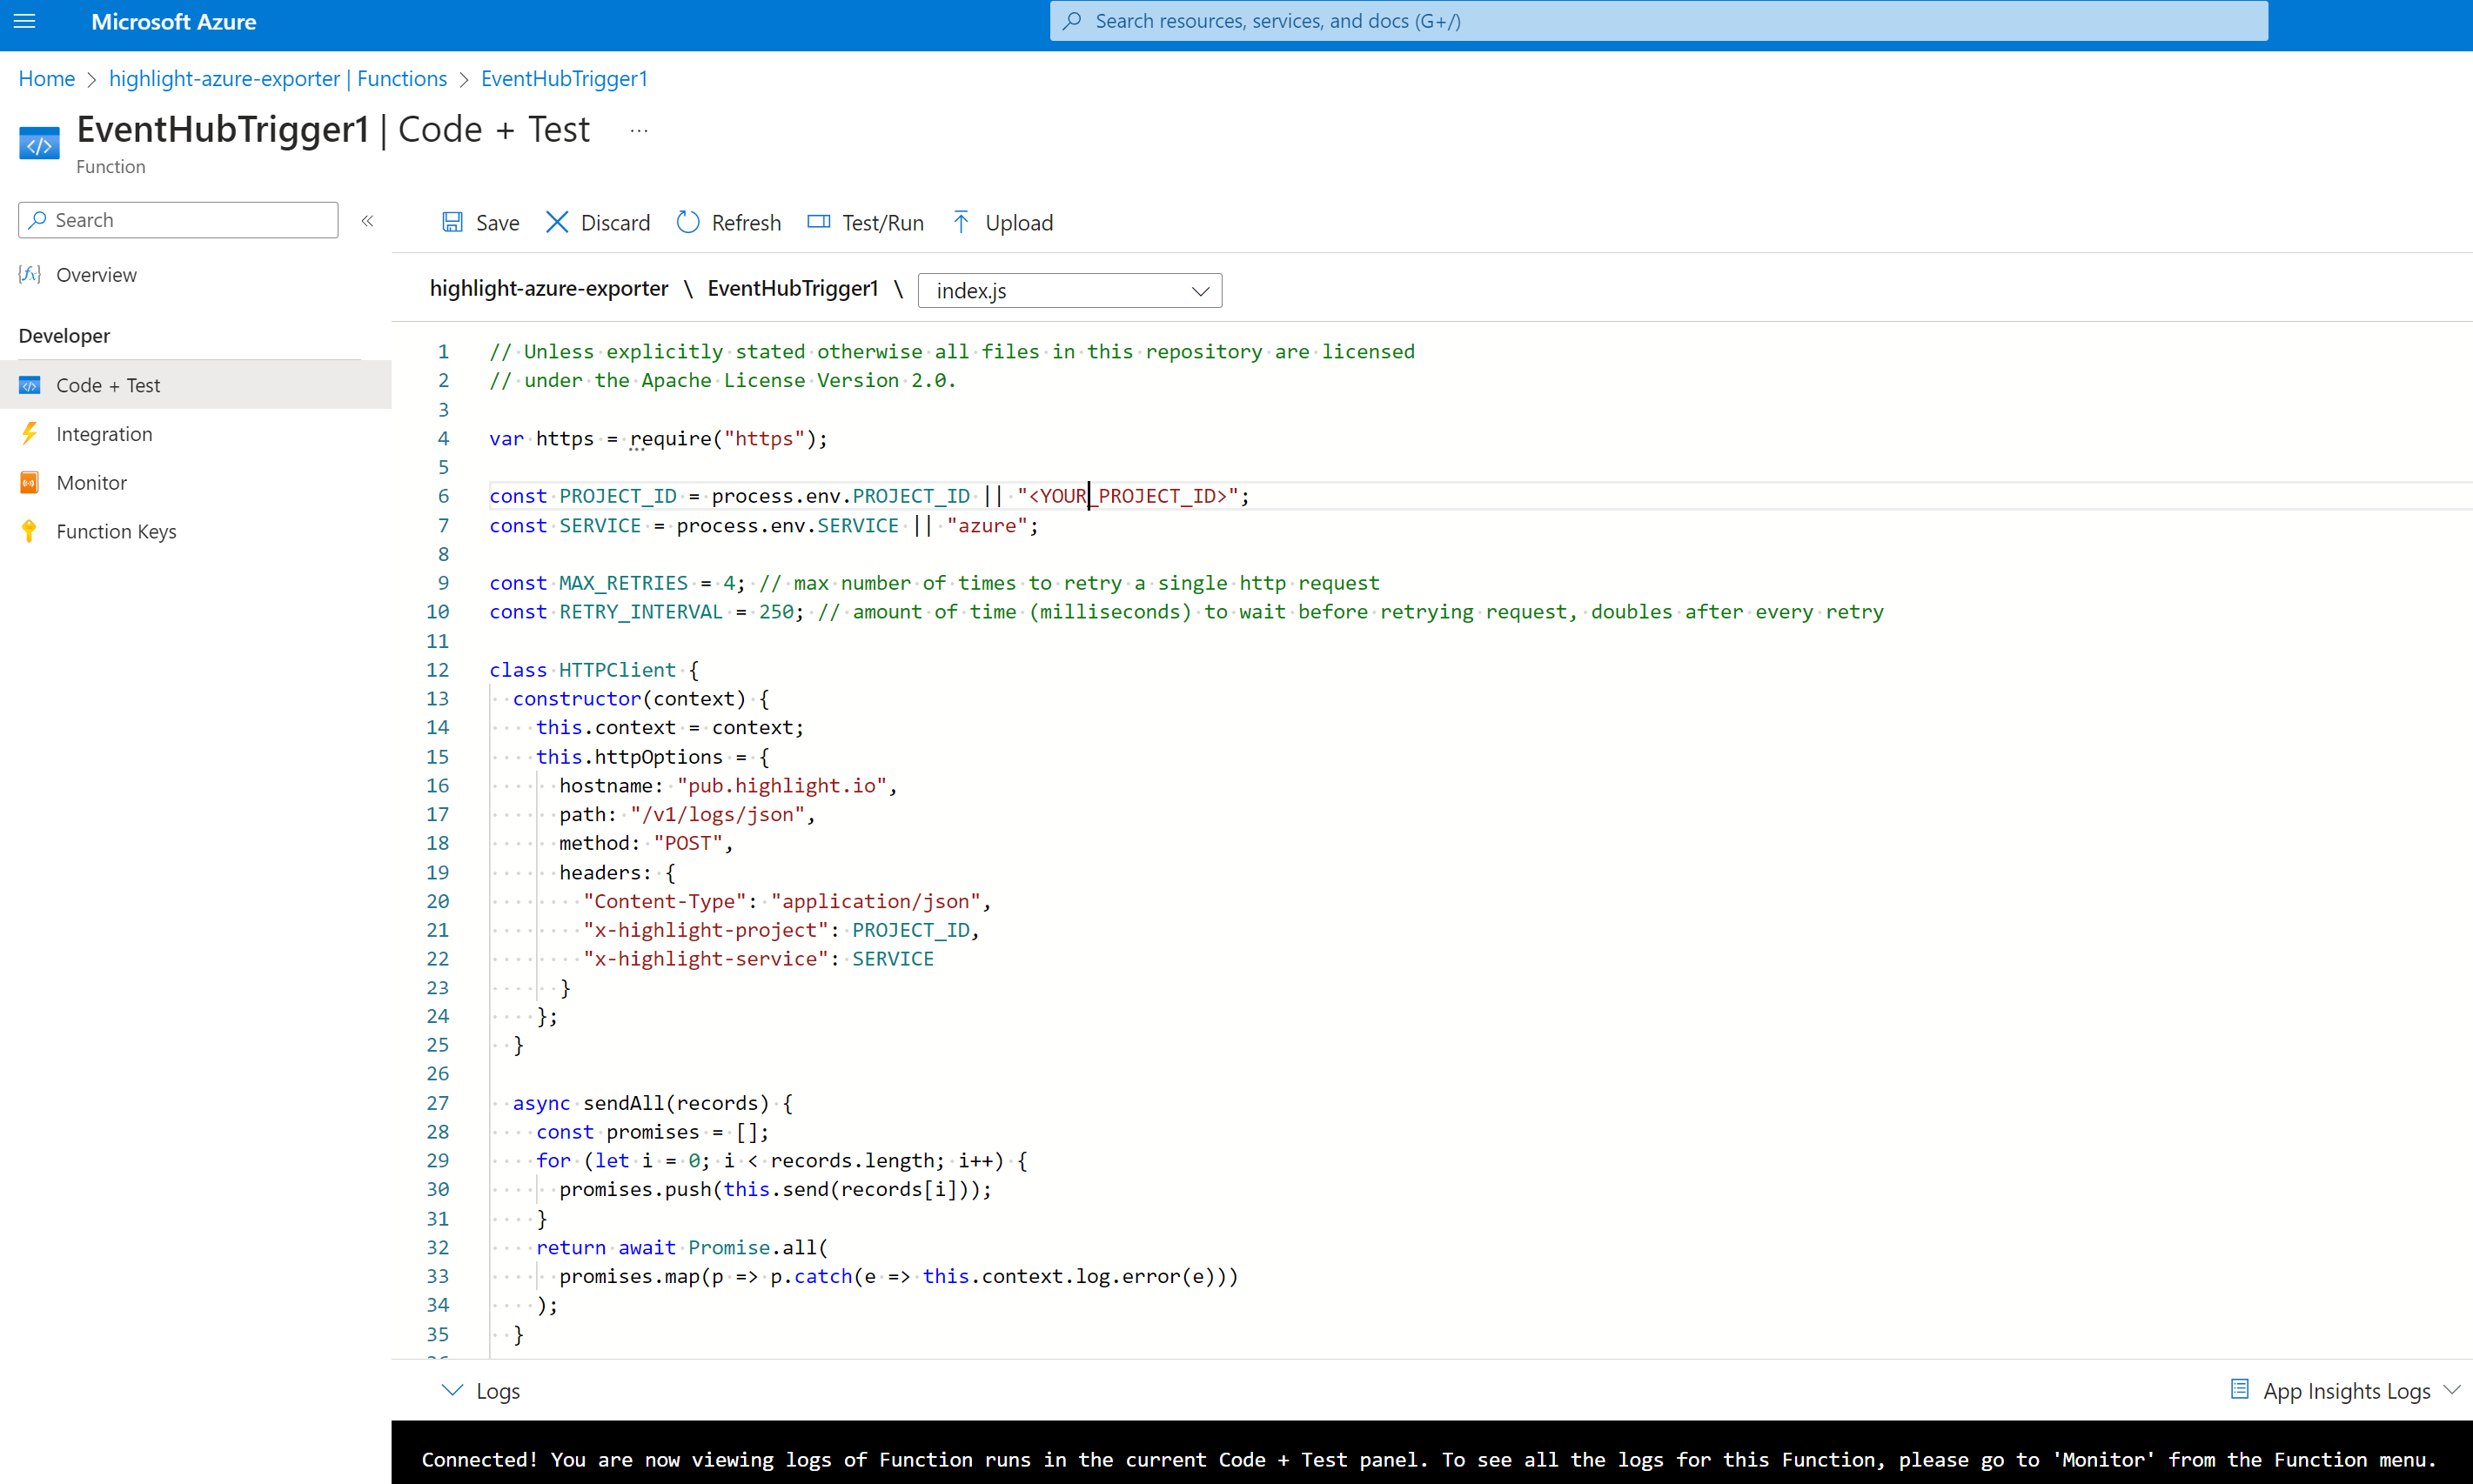 Microsoft Azure
Search resources, services, and docs (G+/)
Home > highlight-azure-exporter | Functions > EventHubTrigger1
EventHubTrigger1 | Code + Test ...
Function
Search
«
Overview
Developer
Code + Test
Integration
Monitor
Function Keys
Save Discard Refresh Test/Run Upload
highlight-azure-exporter \ EventHubTrigger1 \ index.js
1 // Unless explicitly stated otherwise all files in this repository are licensed
2 // under the Apache License Version 2.0.
3
4 var https = require("https");
5
6 const PROJECT_ID = process.env.PROJECT_ID || "<YOUR_PROJECT_ID>";
7 const SERVICE = process.env.SERVICE || "azure";
8
9 const MAX_RETRIES = 4; // max number of times to retry a single http request
10 const RETRY_INTERVAL = 250; // amount of time (milliseconds) to wait before retrying request, doubles after every retry
11
12 class HTTPClient {
13   constructor(context) {
14     this.context = context;
15     this.httpOptions = {
16       hostname: "pub.highlight.io",
17       path: "/v1/logs/json",
18       method: "POST",
19       headers: {
20         "Content-Type": "application/json",
21         "x-highlight-project": PROJECT_ID,
22         "x-highlight-service": SERVICE
23       }
24     };
25   }
26
27   async sendAll(records) {
28     const promises = [];
29     for (let i = 0; i < records.length; i++) {
30       promises.push(this.send(records[i]));
31     }
32     return await Promise.all(
33       promises.map(p => p.catch(e => this.context.log.error(e)))
34     );
35   }
Logs
App Insights Logs
Connected! You are now viewing logs of Function runs in the current Code + Test panel. To see all the logs for this Function, please go to 'Monitor' from the Function menu.